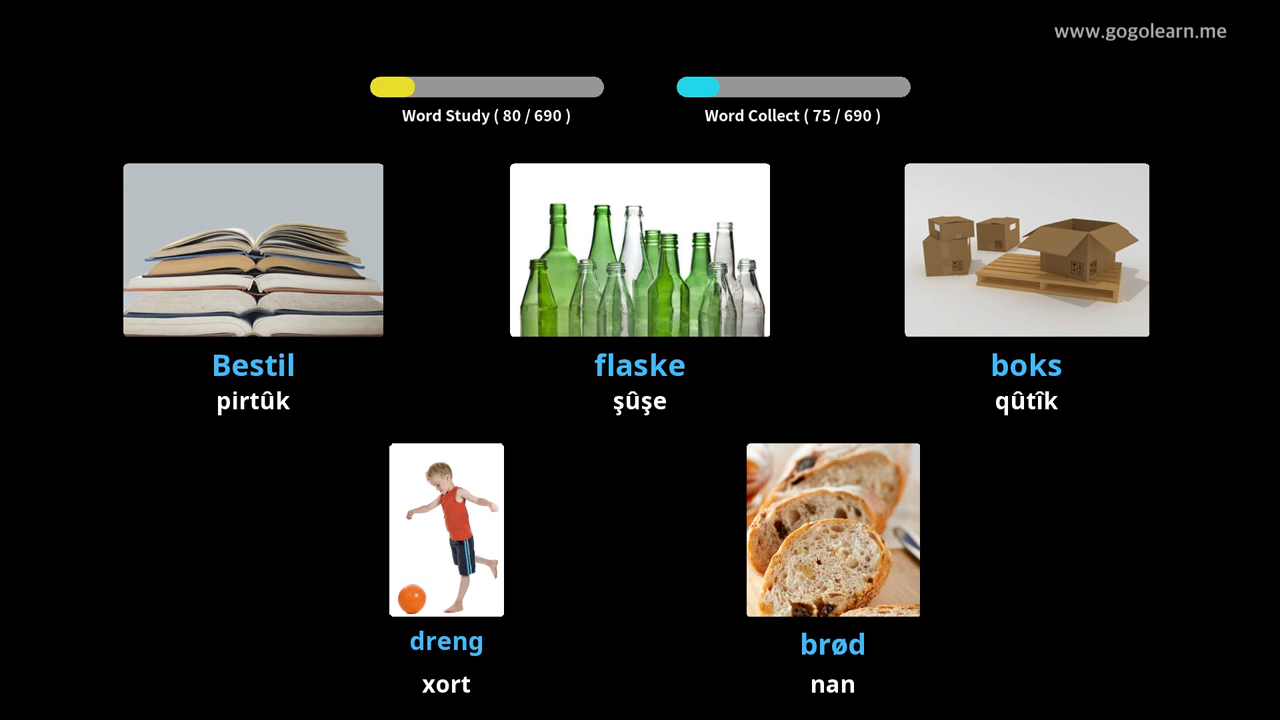 www.gogolearn.me
Word Study ( 80 / 690 )
Word Collect ( 75 / 690 )
Bestil
pirtûk
flaske
şûşe
boks
qûtîk
dreng
xort
brød
nan